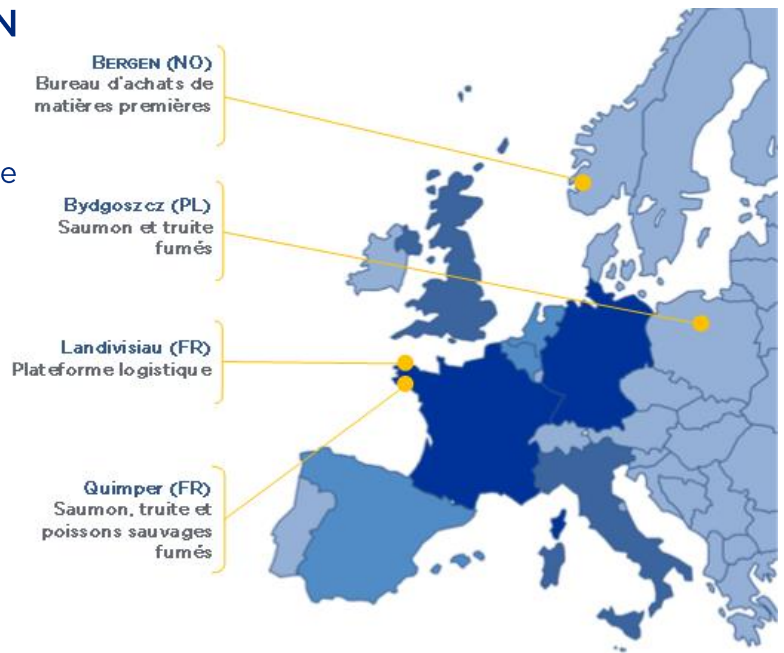 N
BERGEN (NO)
Bureau d'achats de
matières premières
e
Bydgoszcz (PL)
Saumon et truite
fumés
Landivisiau (FR)
Plateforme logistique
Quimper (FR)
Saumon, truite et
poissons sauvages
fumés